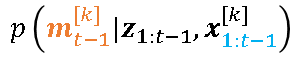 p ( m_{t-1}^{[k]} | z_{1:t-1}, x_{1:t-1}^{[k]} )